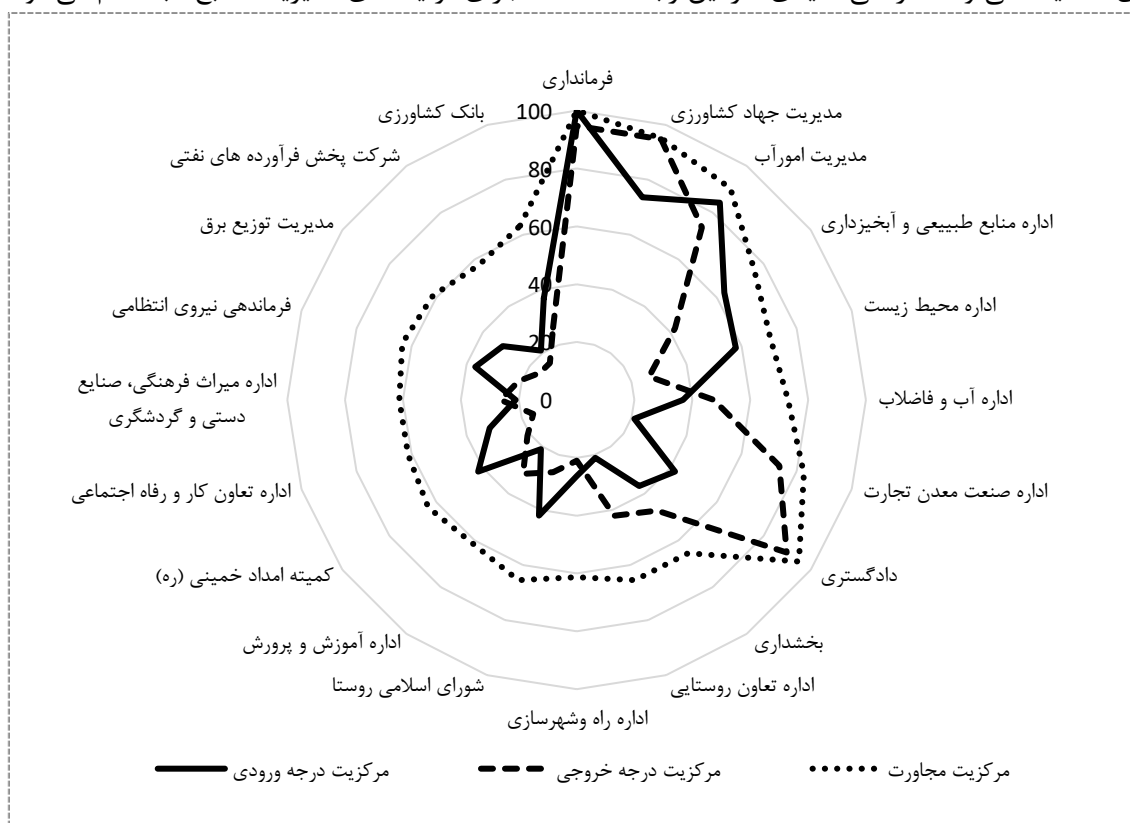 فرمانداری
مدیریت جهاد کشاورزی
مدیریت امورآب
اداره منابع طبییعی و آبخیزداری
اداره محیط زیست
اداره آب و فاضلاب
اداره صنعت معدن تجارت
دادگستری
بخشداری
اداره تعاون روستایی
اداره راه وشهرسازی
شورای اسلامی روستا
اداره آموزش و پرورش
کمیته امداد خمینی (ره)
اداره تعاون کار و رفاه اجتماعی
اداره میراث فرهنگی، صنایع
دستی و گردشگری
فرماندهی نیروی انتظامی
مدیریت توزیع برق
شرکت پخش فرآورده های نفتی
بانک کشاورزی
100
80
60
40
20
0
مرکزیت درجه ورودی
مرکزیت درجه خروجی
مرکزیت مجاورت